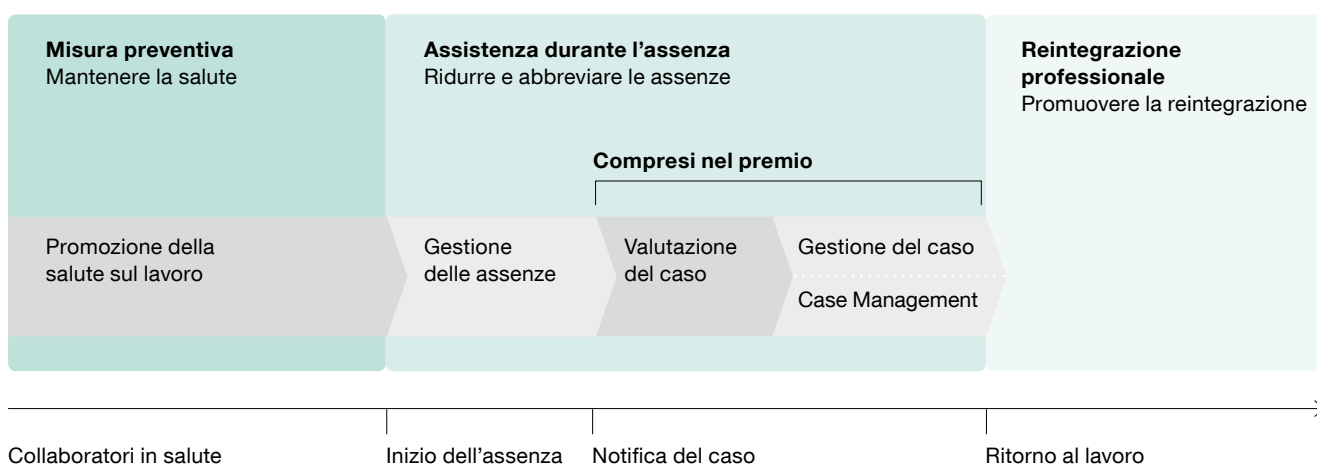 Misura preventiva
Mantenere la salute
Assistenza durante l’assenza
Ridurre e abbreviare le assenze
Reintegrazione
professionale
Promuovere la reintegrazione
Compresi nel premio
Promozione della
salute sul lavoro
Gestione
delle assenze
Valutazione
del caso
Gestione del caso
Case Management
Collaboratori in salute
Inizio dell’assenza
Notifica del caso
Ritorno al lavoro